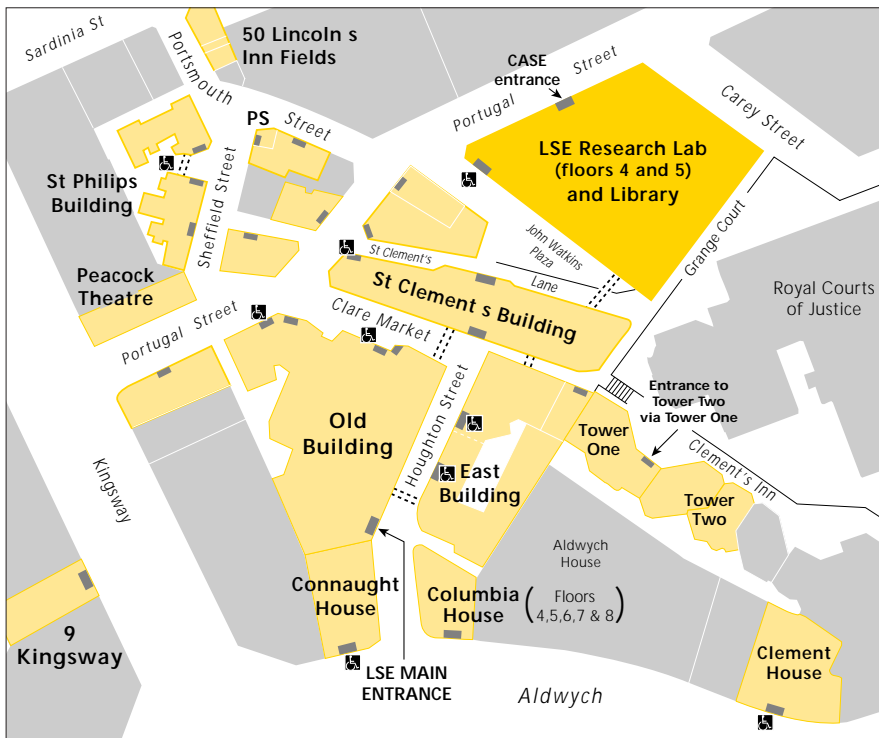 Sardinia St
Portsmouth
Street
50 Lincoln s
Inn Fields
CASE
entrance
Portugal
Street
Carey Street
PS
LSE Research Lab
(floors 4 and 5)
and Library
St Philips
Building
Sheffield Street
Grange Court
John Watkins
Plaza
St Clement's
Lane
Peacock
Theatre
St Clement s Building
Royal Courts
of Justice
Portugal Street
Clare Market
Houghton Street
Entrance to
Tower Two
via Tower One
Old
Building
Tower
One
Clement's Inn
East
Building
Tower
Two
Kingsway
Aldwych
House
Connaught
House
Columbia
House
(Floors
4,5,6,7 & 8)
9
Kingsway
LSE MAIN
ENTRANCE
Clement
House
Aldwych